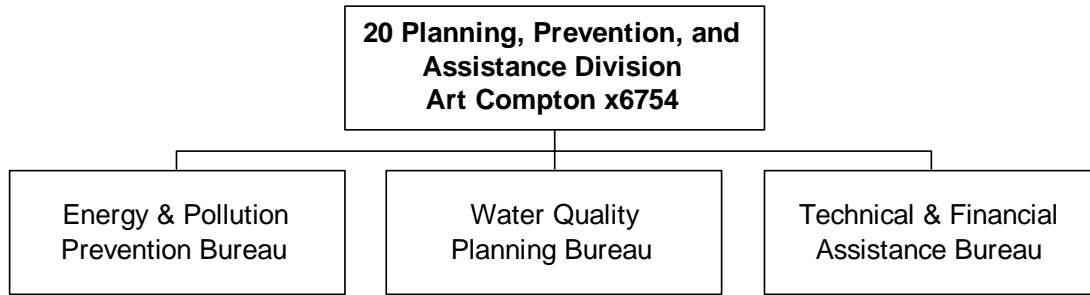 20 Planning, Prevention, and
Assistance Division
Art Compton x6754
Energy & Pollution
Prevention Bureau
Water Quality
Planning Bureau
Technical & Financial
Assistance Bureau